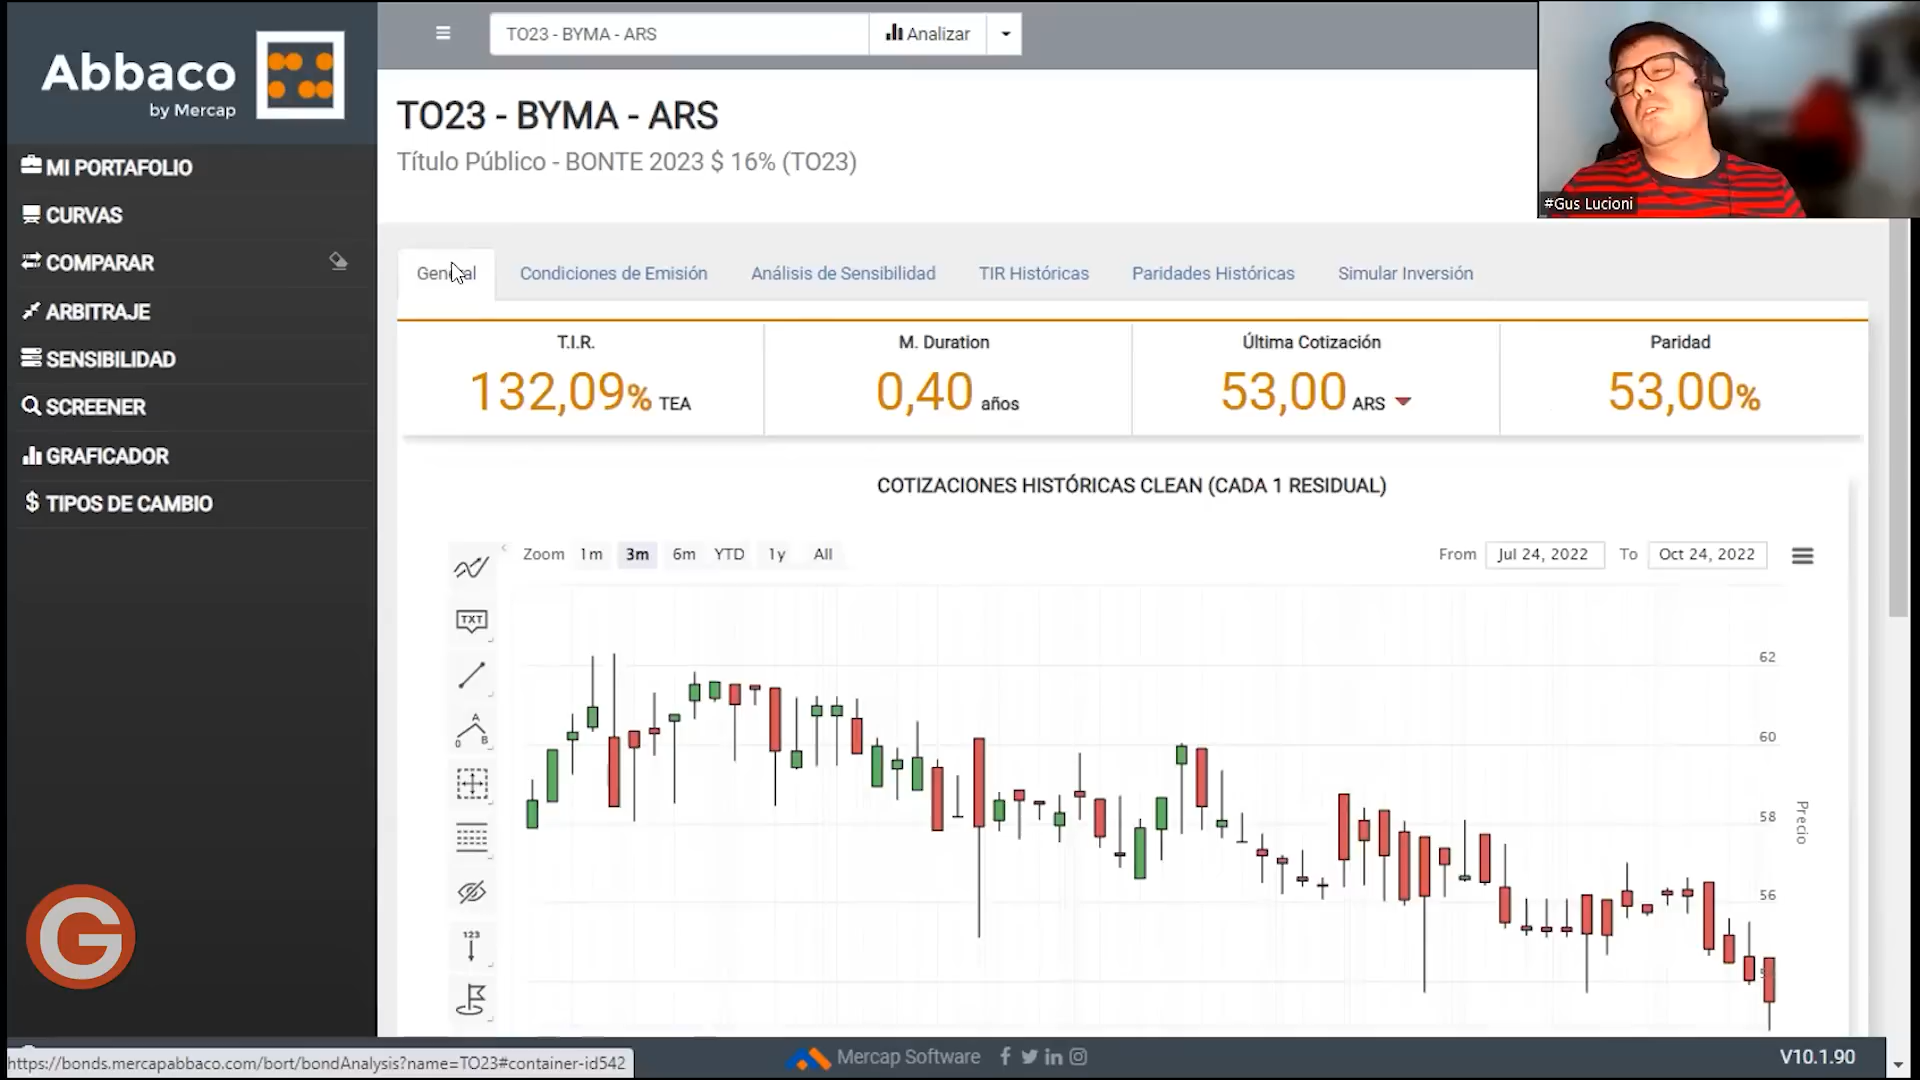 Abbaco
by Mercap
MI PORTAFOLIO
CURVAS
COMPARAR
ARBITRAJE
SENSIBILIDAD
SCREENER
GRAFICADOR
$ TIPOS DE CAMBIO
G
TO23 - BYMA - ARS
Analizar
#Gus Lucioni
TO23 - BYMA - ARS
Título Público - BONTE 2023 $ 16% (TO23)
General
Condiciones de Emisión
Análisis de Sensibilidad
TIR Históricas
Paridades Históricas
Simular Inversión
T.I.R.
132,09% TEA
M. Duration
0,40 años
Última Cotización
53,00 ARS
Paridad
53,00%
COTIZACIONES HISTÓRICAS CLEAN (CADA 1 RESIDUAL)
Zoom 1m 3m 6m YTD 1y All
From Jul 24, 2022 To Oct 24, 2022
TXT
A
0 B
123
62
60
58
56
Precio
https://bonds.mercapabbaco.com/bort/bondAnalysis?name=TO23#container-id542
Mercap Software
V10.1.90